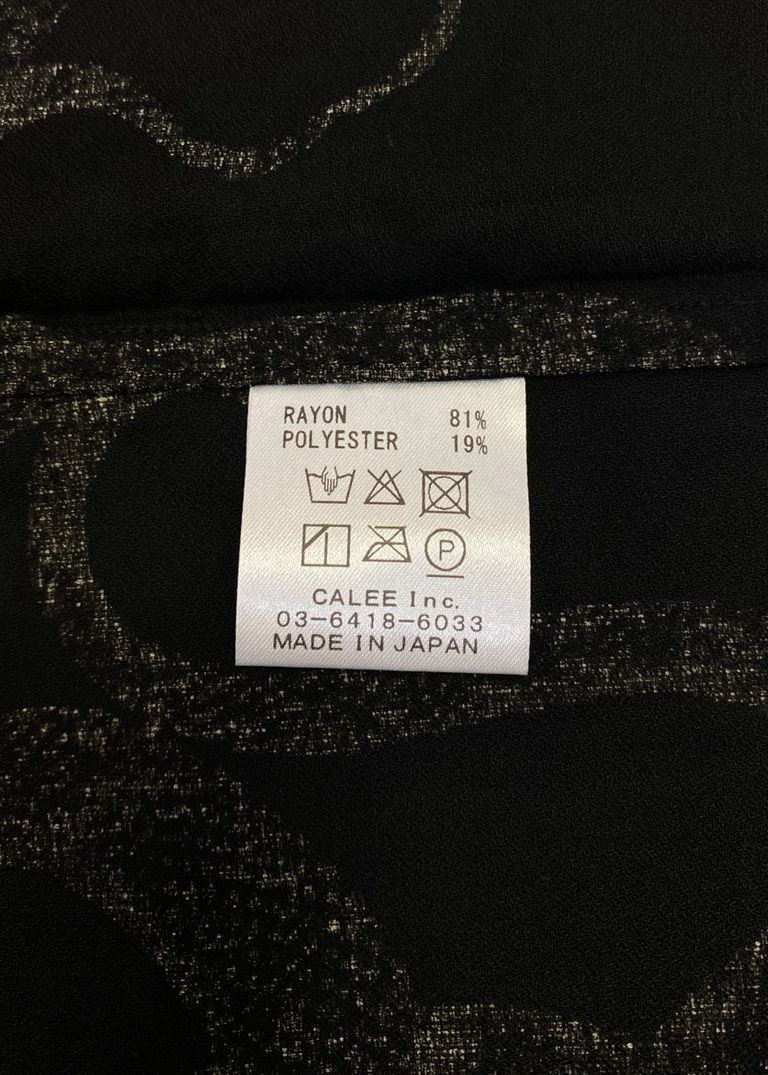 RAYON 81%
POLYESTER 19%
P
CALEE Inc.
03-6418-6033
MADE IN JAPAN